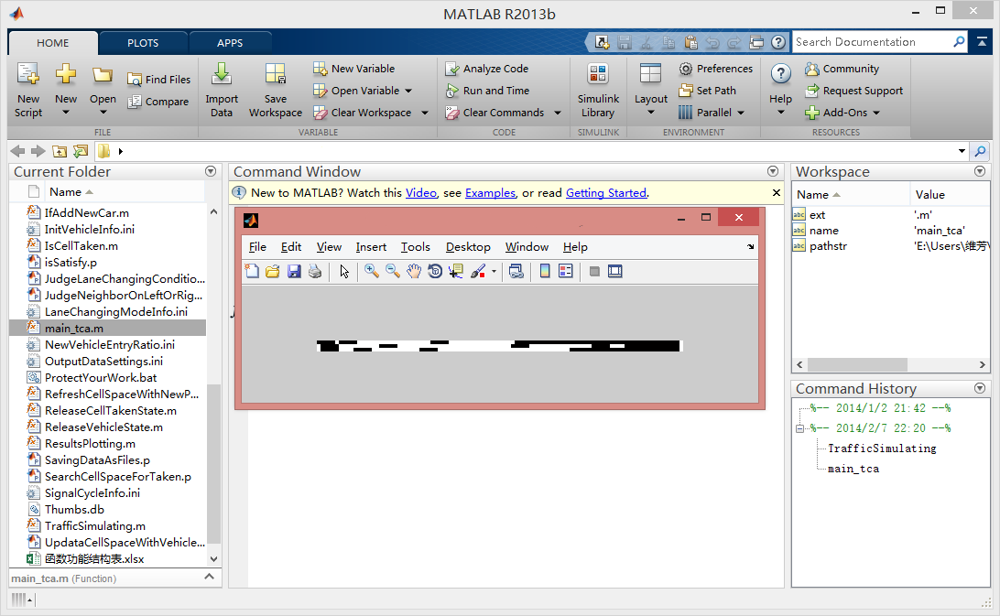 MATLAB R2013b
HOME PLOTS APPS
Search Documentation
New Script
New
Open
Find Files
Compare
FILE
Import Data
Save Workspace
New Variable
Open Variable
Clear Workspace
VARIABLE
Analyze Code
Run and Time
Clear Commands
CODE
Simulink Library
SIMULINK
Layout
Preferences
Set Path
Parallel
ENVIRONMENT
Help
Community
Request Support
Add-Ons
RESOURCES
Current Folder
Name
IfAddNewCar.m
InitVehicleInfo.ini
IsCellTaken.m
isSatisfy.p
JudgeLaneChangingConditio...
JudgeNeighborOnLeftOrRig...
LaneChangingModeInfo.ini
main_tca.m
NewVehicleEntryRatio.ini
OutputDataSettings.ini
ProtectYourWork.bat
RefreshCellSpaceWithNewP...
ReleaseCellTakenState.m
ReleaseVehicleState.m
ResultsPlotting.m
SavingDataAsFiles.p
SearchCellSpaceForTaken.p
SignalCycleInfo.ini
Thumbs.db
TrafficSimulating.m
UpdataCellSpaceWithVehicle...
函数功能结构表.xlsx
main_tca.m (Function)
Command Window
New to MATLAB? Watch this Video, see Examples, or read Getting Started.
File Edit View Insert Tools Desktop Window Help
Workspace
Name Value
ext '.m'
name 'main_tca'
pathstr 'E:\Users\维芳\
Command History
%-- 2014/1/2 21:42 --%
%-- 2014/2/7 22:20 --%
TrafficSimulating
main_tca